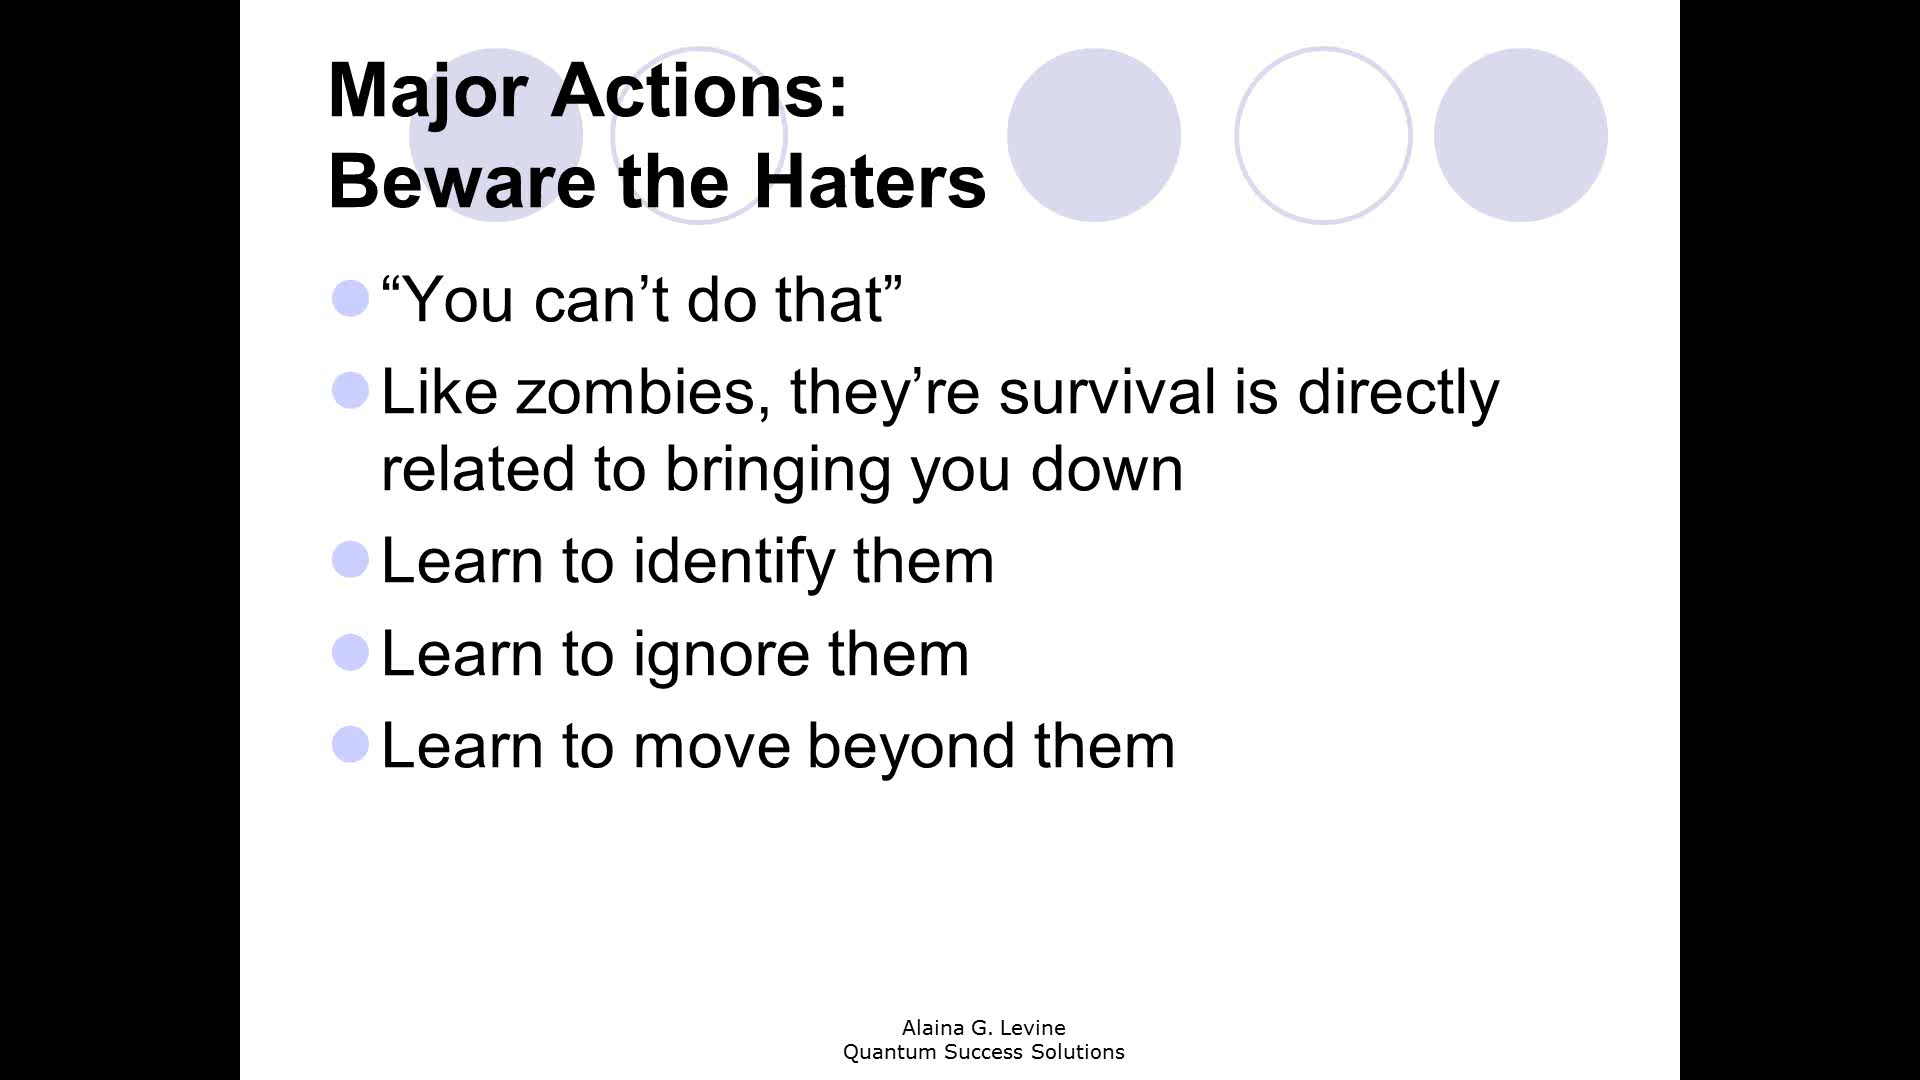 Major Actions:
Beware the Haters
“You can’t do that”
Like zombies, they’re survival is directly
related to bringing you down
Learn to identify them
Learn to ignore them
Learn to move beyond them
Alaina G. Levine
Quantum Success Solutions